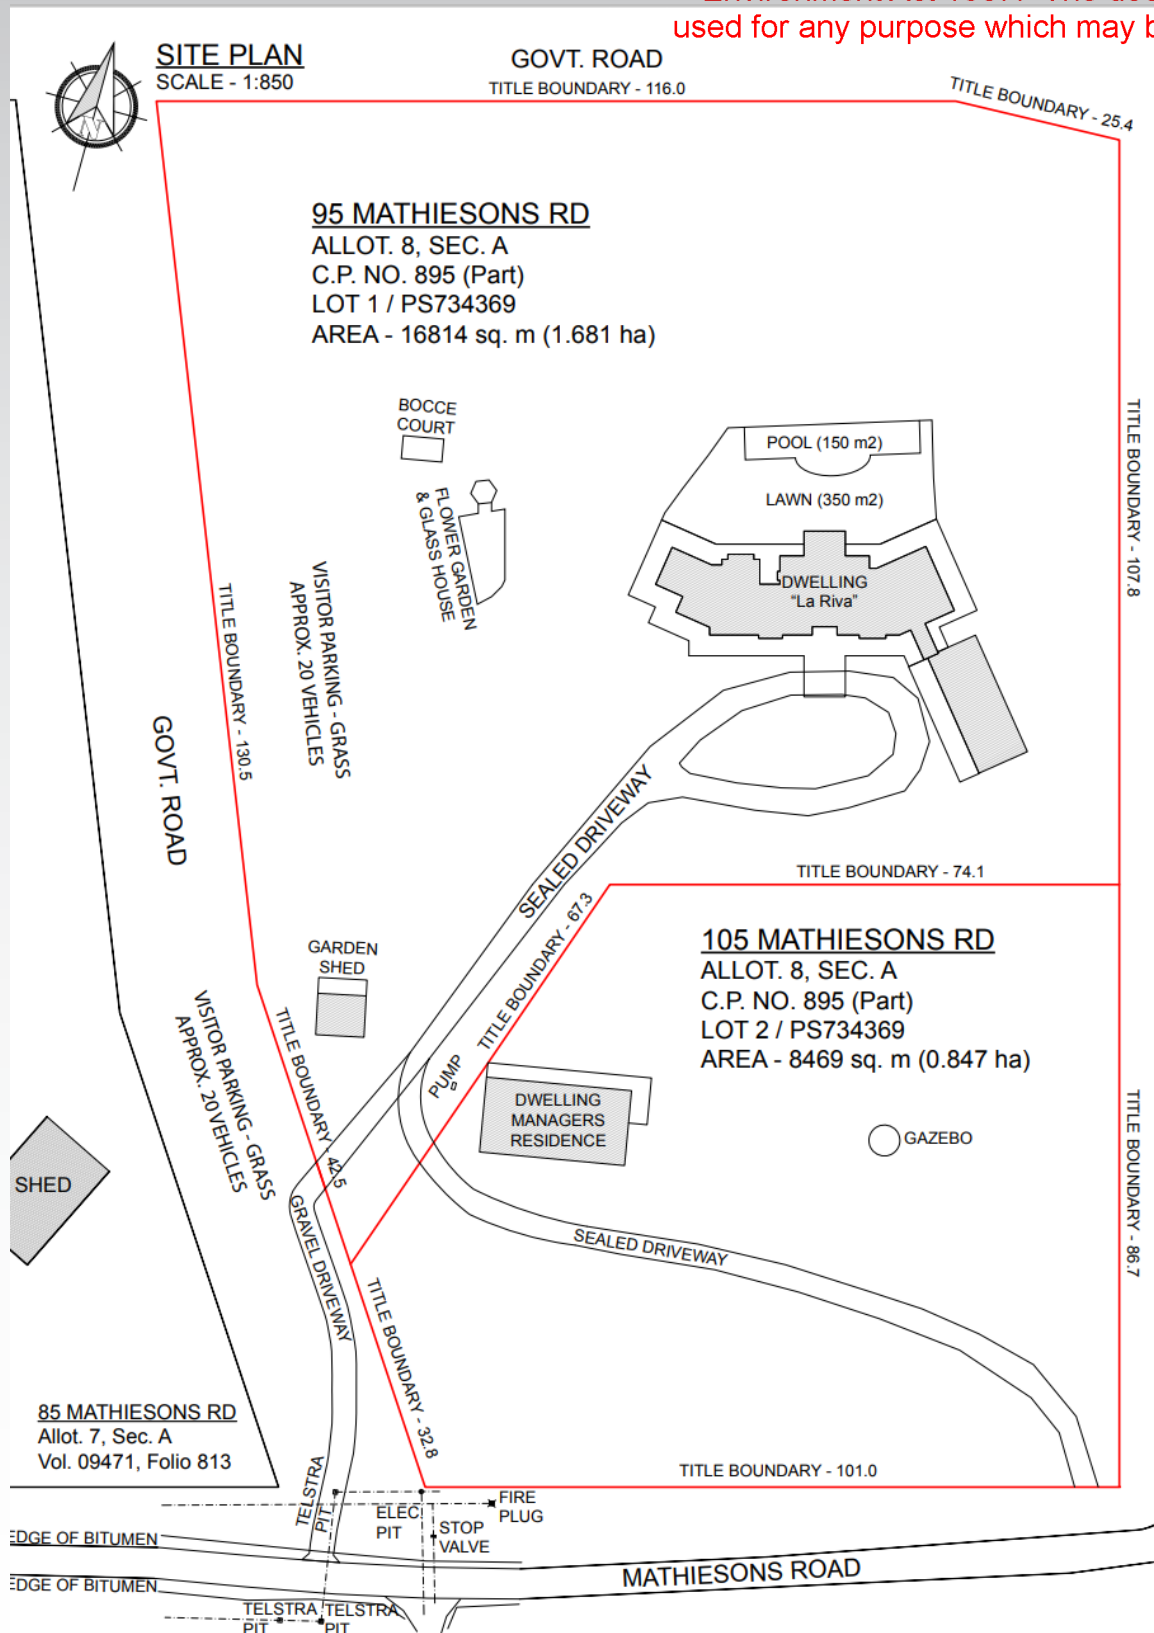 used for any purpose which may b
SITE PLAN
SCALE - 1:850
N
GOVT. ROAD
TITLE BOUNDARY - 116.0
TITLE BOUNDARY - 25.4
95 MATHIESONS RD
ALLOT. 8, SEC. A
C.P. NO. 895 (Part)
LOT 1 / PS734369
AREA - 16814 sq. m (1.681 ha)
BOCCE
COURT
FLOWER GARDEN
& GLASS HOUSE
POOL (150 m2)
LAWN (350 m2)
DWELLING
“La Riva”
TITLE BOUNDARY - 107.8
VISITOR PARKING - GRASS
APPROX. 20 VEHICLES
TITLE BOUNDARY - 130.5
GOVT. ROAD
SEALED DRIVEWAY
TITLE BOUNDARY - 74.1
TITLE BOUNDARY - 67.3
105 MATHIESONS RD
ALLOT. 8, SEC. A
C.P. NO. 895 (Part)
LOT 2 / PS734369
AREA - 8469 sq. m (0.847 ha)
GARDEN
SHED
VISITOR PARKING - GRASS
APPROX. 20 VEHICLES
TITLE BOUNDARY - 42.5
PUMP
DWELLING
MANAGERS
RESIDENCE
GAZEBO
TITLE BOUNDARY - 86.7
SHED
GRAVEL DRIVEWAY
SEALED DRIVEWAY
TITLE BOUNDARY - 32.8
85 MATHIESONS RD
Allot. 7, Sec. A
Vol. 09471, Folio 813
TITLE BOUNDARY - 101.0
TELSTRA
PIT
ELEC
PIT
FIRE
PLUG
STOP
VALVE
EDGE OF BITUMEN
MATHIESONS ROAD
EDGE OF BITUMEN
TELSTRA
PIT
TELSTRA
PIT